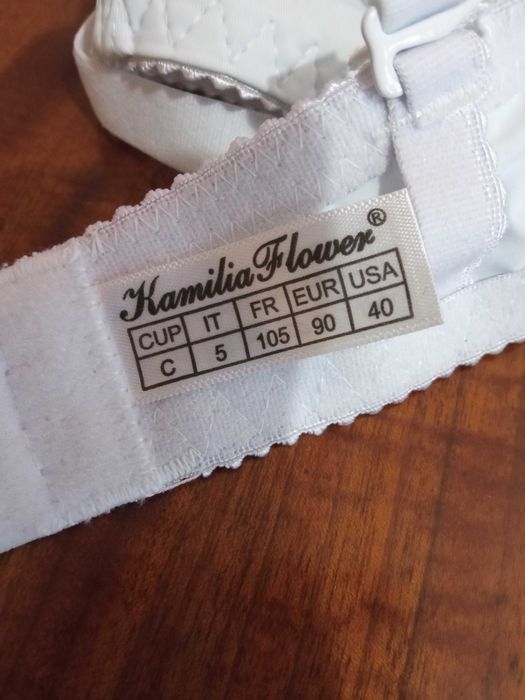 Kamilia Flower®
CUP IT FR EUR USA
C 5 105 90 40